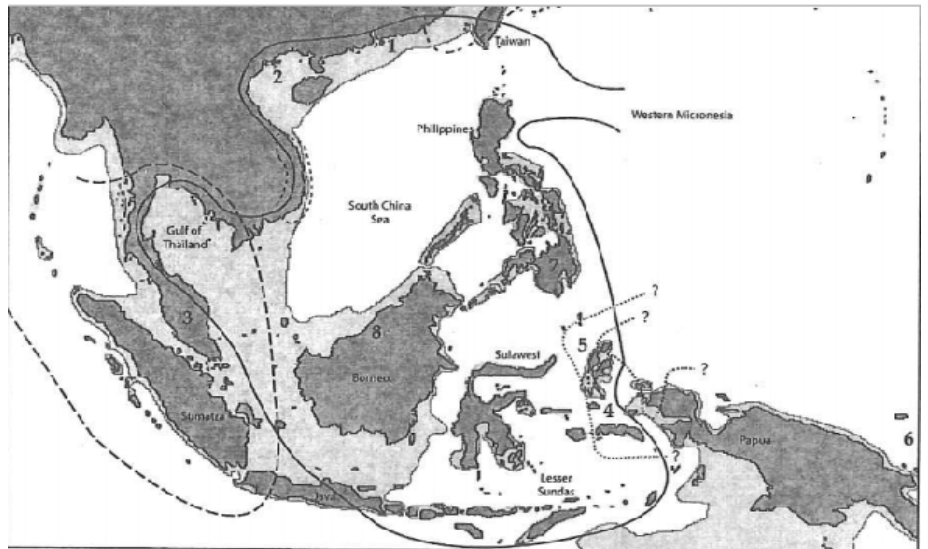 1
Taiwan
2
Western Micronesia
Philippines
South China
Sea
Gulf of
Thailand
7
?
3
8
5
?
Sulawesi
?
Borneo
4
Sumatra
Papua
6
?
Lesser
Sundas
Java